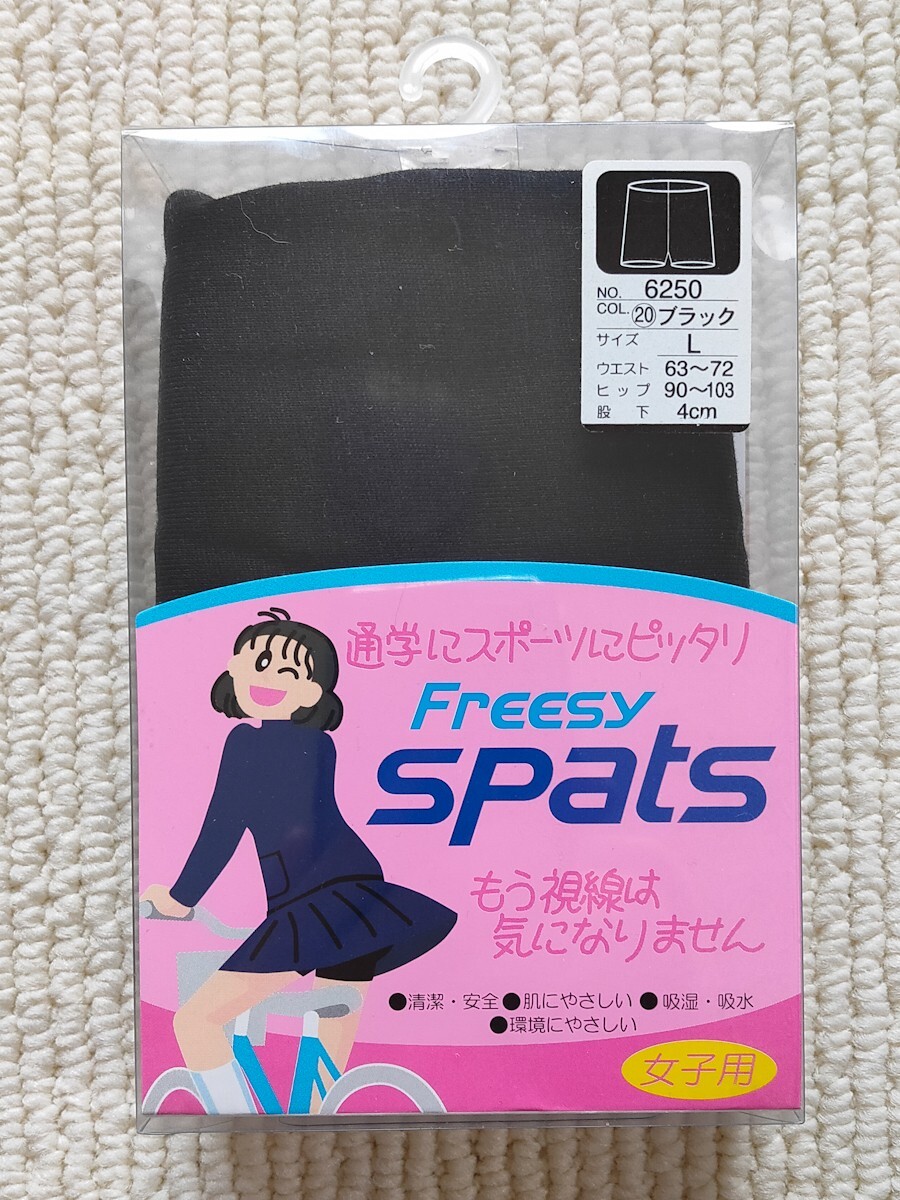 NO. 6250
COL. ⑳ブラック
サイズ L
ウエスト 63〜72
ヒップ 90〜103
股下 4cm
通学にスポーツにピッタリ
Freesy
spats
もう視線は
気になりません
●清潔・安全●肌にやさしい●吸湿・吸水
●環境にやさしい
女子用